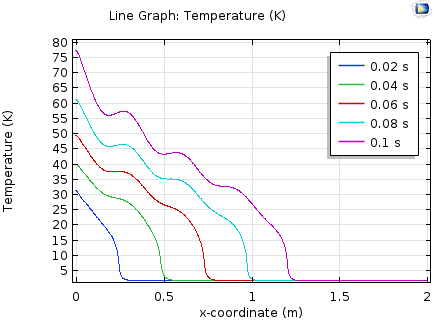 Line Graph: Temperature (K)
80
75
70
65
60
55
50
45
40
35
30
25
20
15
10
5
Temperature (K)
0.02 s
0.04 s
0.06 s
0.08 s
0.1 s
0 0.5 1 1.5 2
x-coordinate (m)